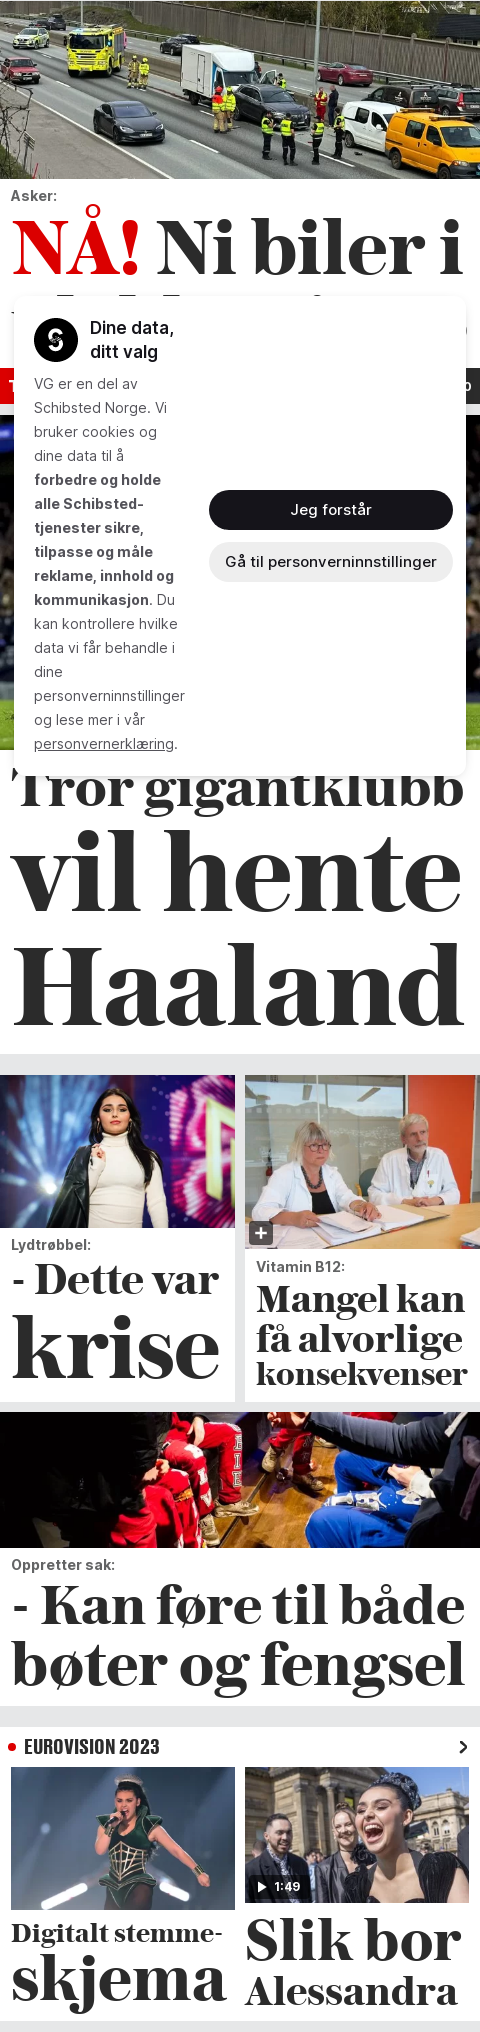 Asker:
NÅ! Ni biler i
Dine data,
ditt valg
VG er en del av
Schibsted Norge. Vi
bruker cookies og
dine data til å
forbedre og holde
alle Schibsted-
tjenester sikre,
tilpasse og måle
reklame, innhold og
kommunikasjon. Du
kan kontrollere hvilke
data vi får behandle i
dine
personverninnstillinger
og lese mer i vår
personvernerklæring.
Jeg forstår
Gå til personverninnstillinger
Tror gigantklubb
vil hente
Haaland
Lydtrøbbel:
- Dette var
krise
Vitamin B12:
Mangel kan
få alvorlige
konsekvenser
Oppretter sak:
- Kan føre til både
bøter og fengsel
EUROVISION 2023
1:49
Digitalt stemme-
skjema
Slik bor
Alessandra